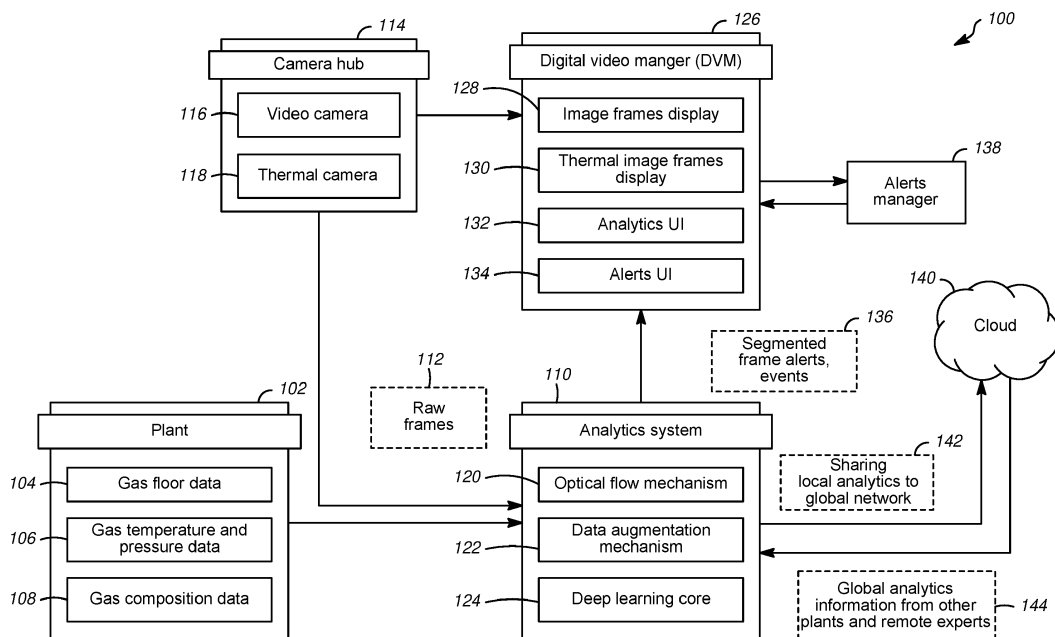 100
114
Camera hub
116
Video camera
118
Thermal camera
126
Digital video manger (DVM)
128
Image frames display
130
Thermal image frames
display
132
Analytics UI
134
Alerts UI
138
Alerts
manager
140
Cloud
136
Segmented
frame alerts,
events
112
Raw
frames
102
Plant
104
Gas floor data
106
Gas temperature and
pressure data
108
Gas composition data
110
Analytics system
120
Optical flow mechanism
122
Data augmentation
mechanism
124
Deep learning core
142
Sharing
local analytics to
global network
Global analytics
information from other
plants and remote experts
144